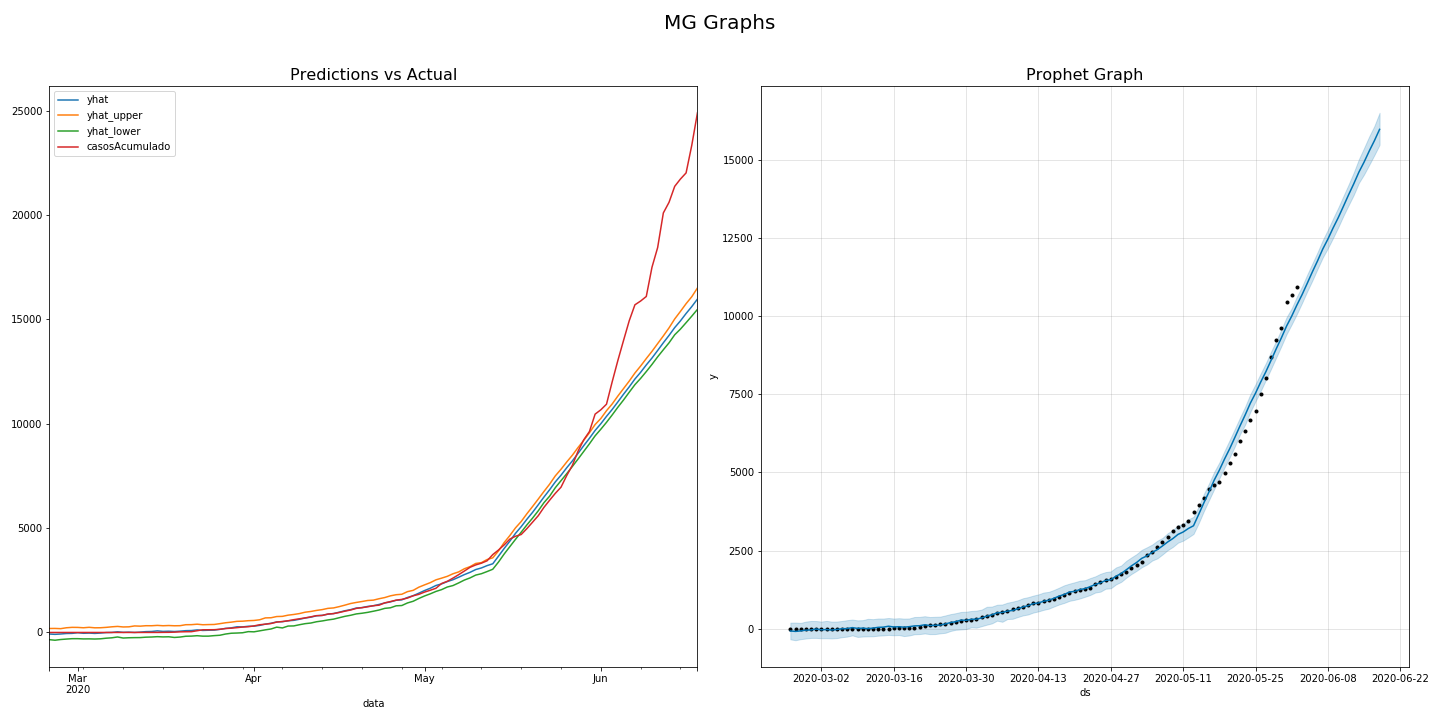 MG Graphs
Predictions vs Actual
yhat
yhat_upper
yhat_lower
casosAcumulado
25000
20000
15000
10000
5000
0
Mar
2020
Apr
May
Jun
data
Prophet Graph
15000
12500
10000
7500
5000
2500
0
y
2020-03-02
2020-03-16
2020-03-30
2020-04-13
2020-04-27
2020-05-11
2020-05-25
2020-06-08
2020-06-22
ds